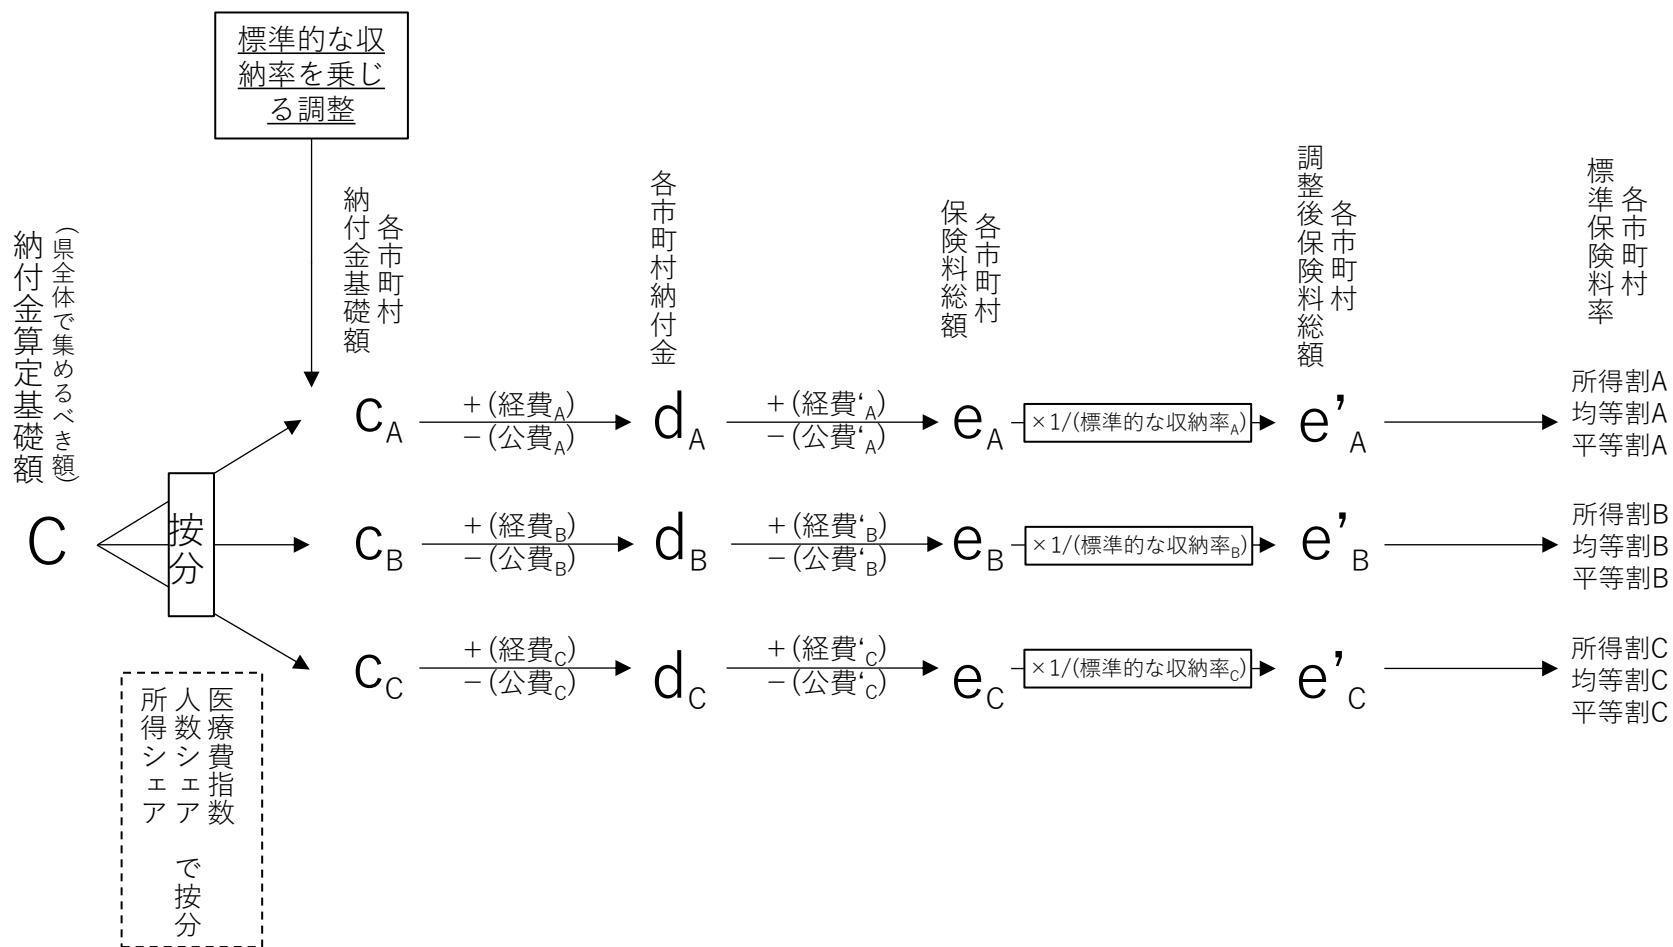 標準的な収
納率を乗じ
る調整
(県全体で集めるべき額)
納付金算定基礎額
C
按
分
医療費指数
人数シェア
所得シェア
で按分
各市町村
納付金基礎額
各市町村納付金
各市町村
保険料総額
各市町村
調整後保険料総額
各市町村
標準保険料率
cA
+(経費A)
−(公費A)
dA
+(経費‘A)
−(公費‘A)
eA
×1/(標準的な収納率A)
e’A
所得割A
均等割A
平等割A
cB
+(経費B)
−(公費B)
dB
+(経費‘B)
−(公費‘B)
eB
×1/(標準的な収納率B)
e’B
所得割B
均等割B
平等割B
cC
+(経費C)
−(公費C)
dC
+(経費‘C)
−(公費‘C)
eC
×1/(標準的な収納率C)
e’C
所得割C
均等割C
平等割C